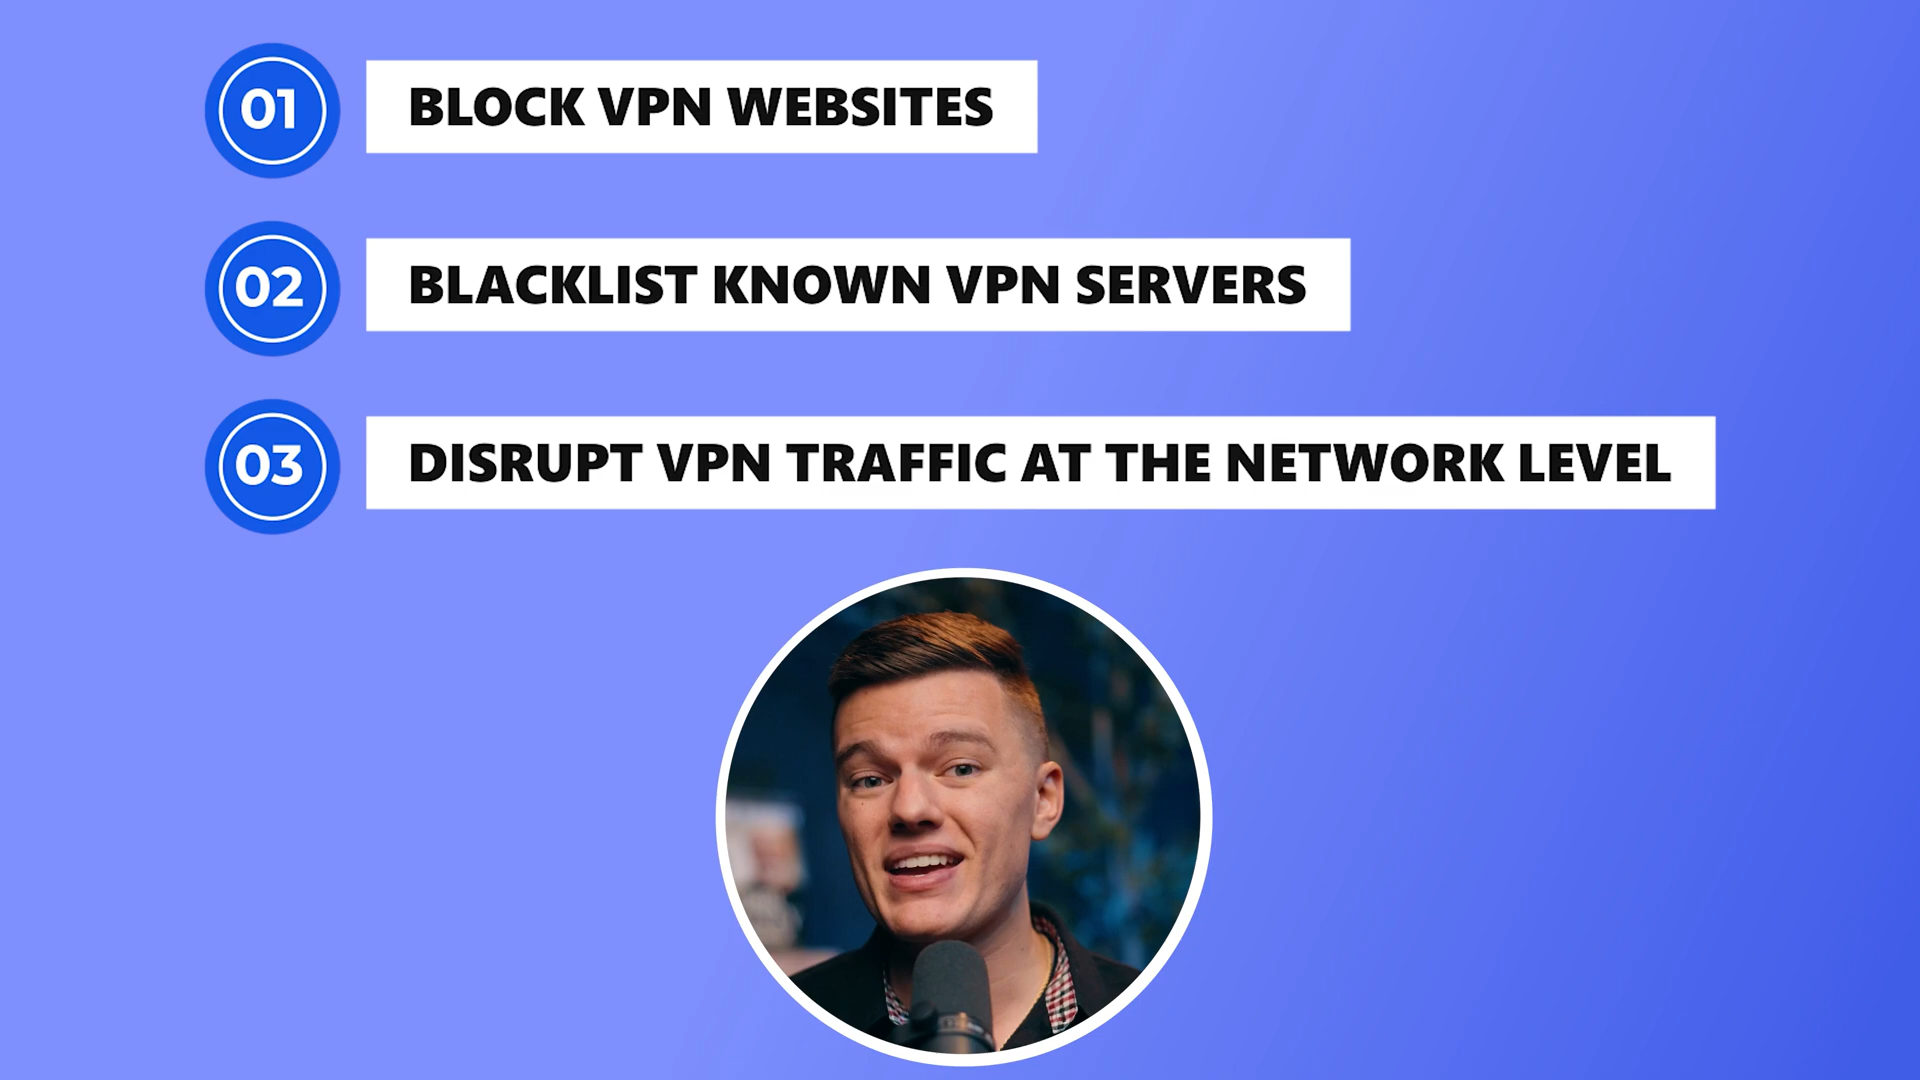 01 BLOCK VPN WEBSITES
02 BLACKLIST KNOWN VPN SERVERS
03 DISRUPT VPN TRAFFIC AT THE NETWORK LEVEL